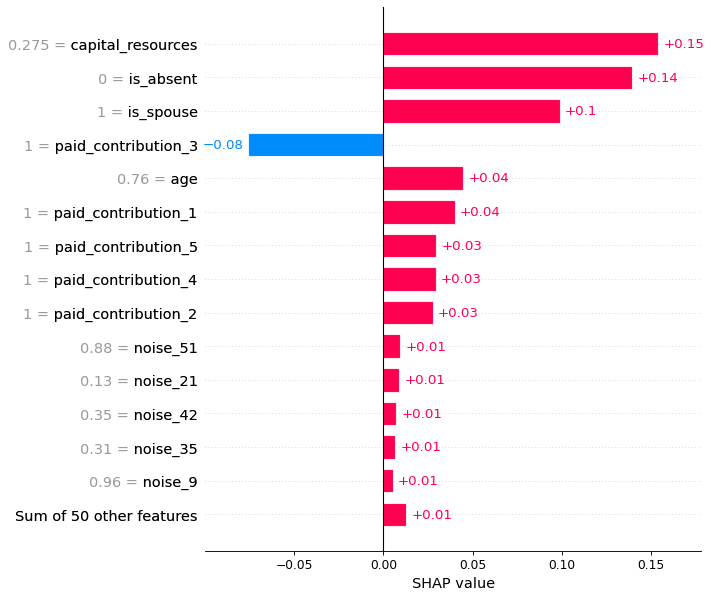 0.275 = capital_resources +0.15
0 = is_absent +0.14
1 = is_spouse +0.1
1 = paid_contribution_3 −0.08
0.76 = age +0.04
1 = paid_contribution_1 +0.04
1 = paid_contribution_5 +0.03
1 = paid_contribution_4 +0.03
1 = paid_contribution_2 +0.03
0.88 = noise_51 +0.01
0.13 = noise_21 +0.01
0.35 = noise_42 +0.01
0.31 = noise_35 +0.01
0.96 = noise_9 +0.01
Sum of 50 other features +0.01
−0.05 0.00 0.05 0.10 0.15
SHAP value